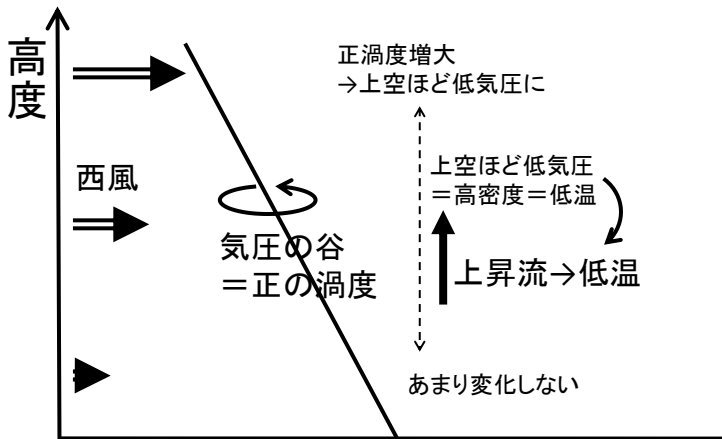 高度
西風
気圧の谷
＝正の渦度
正渦度増大
→上空ほど低気圧に
上空ほど低気圧
＝高密度＝低温
上昇流→低温
あまり変化しない